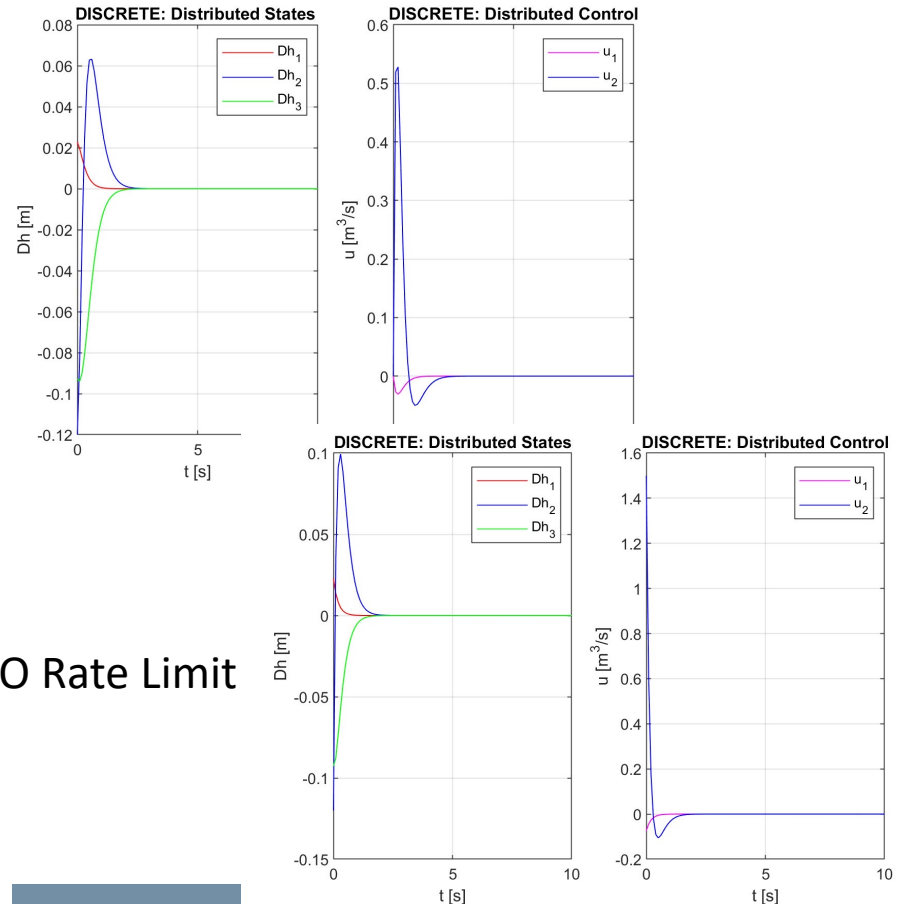 DISCRETE: Distributed States
0.08
0.06
0.04
0.02
0
-0.02
-0.04
-0.06
-0.08
-0.1
-0.12
Dh [m]
Dh1
Dh2
Dh3
0 5
t [s]
DISCRETE: Distributed Control
0.6
0.5
0.4
0.3
0.2
0.1
0
u [m3/s]
u1
u2
O Rate Limit
DISCRETE: Distributed States
0.1
0.05
0
-0.05
-0.1
-0.15
Dh [m]
Dh1
Dh2
Dh3
0 5 10
t [s]
DISCRETE: Distributed Control
1.6
1.4
1.2
1
0.8
0.6
0.4
0.2
0
-0.2
u [m3/s]
u1
u2
0 5 10
t [s]